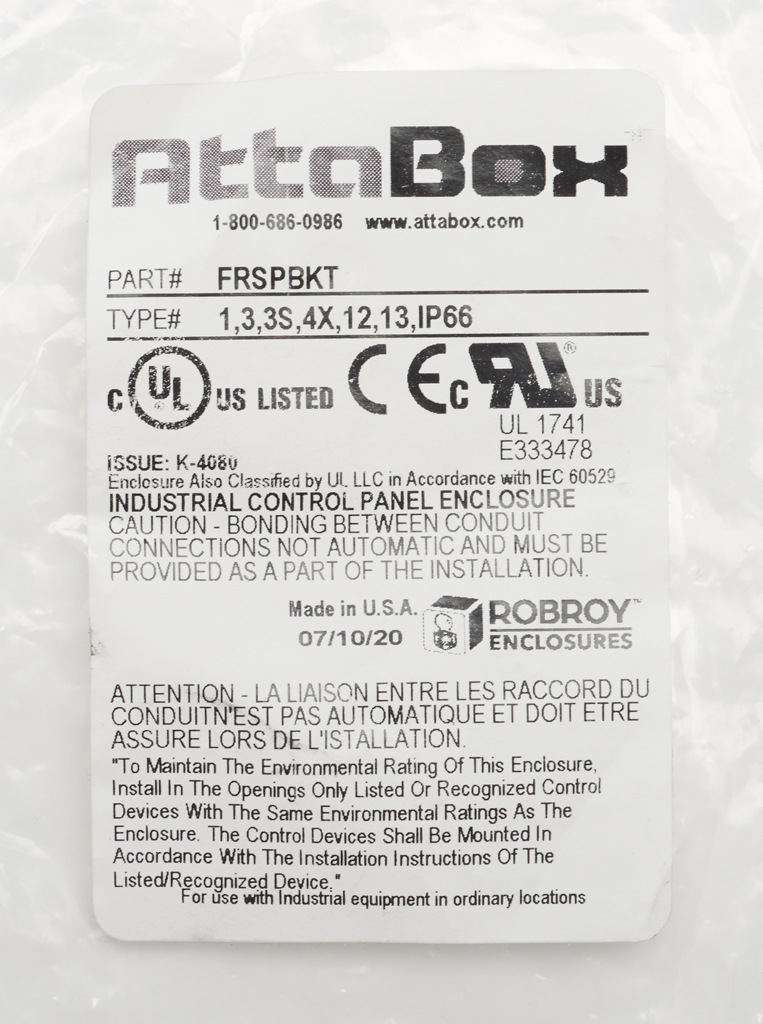 AttaBox
1-800-686-0986 www.attabox.com
PART# FRSPBKT
TYPE# 1,3,3S,4X,12,13,IP66
C UL US LISTED CE C RU ® US
UL 1741
E333478
ISSUE: K-4080
Enclosure Also Classified by UL LLC in Accordance with IEC 60529
INDUSTRIAL CONTROL PANEL ENCLOSURE
CAUTION - BONDING BETWEEN CONDUIT
CONNECTIONS NOT AUTOMATIC AND MUST BE
PROVIDED AS A PART OF THE INSTALLATION.
Made in U.S.A.
07/10/20
ROBROY™
ENCLOSURES
ATTENTION - LA LIAISON ENTRE LES RACCORD DU
CONDUITN'EST PAS AUTOMATIQUE ET DOIT ETRE
ASSURE LORS DE L'ISTALLATION.
"To Maintain The Environmental Rating Of This Enclosure,
Install In The Openings Only Listed Or Recognized Control
Devices With The Same Environmental Ratings As The
Enclosure. The Control Devices Shall Be Mounted In
Accordance With The Installation Instructions Of The
Listed/Recognized Device."
For use with Industrial equipment in ordinary locations